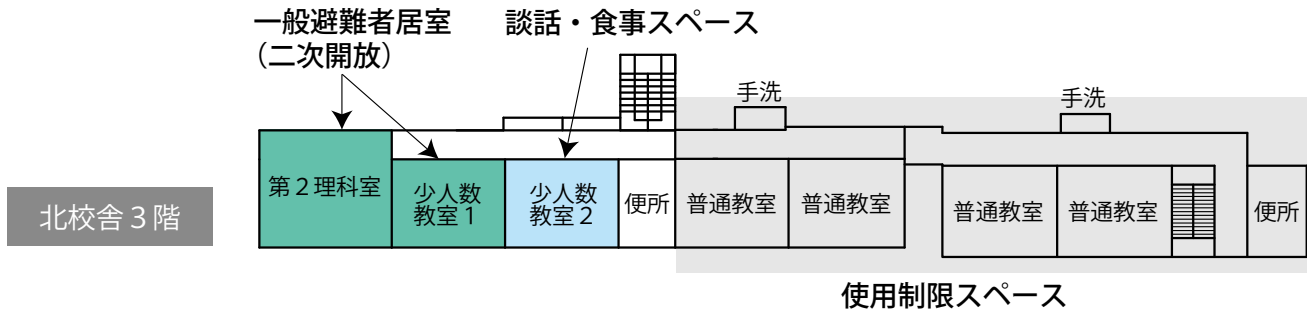 一般避難者居室
（二次開放）
談話・食事スペース
手洗
手洗
第２理科室
少人数
教室１
少人数
教室２
便所
普通教室
普通教室
普通教室
普通教室
便所
北校舎３階
使用制限スペース